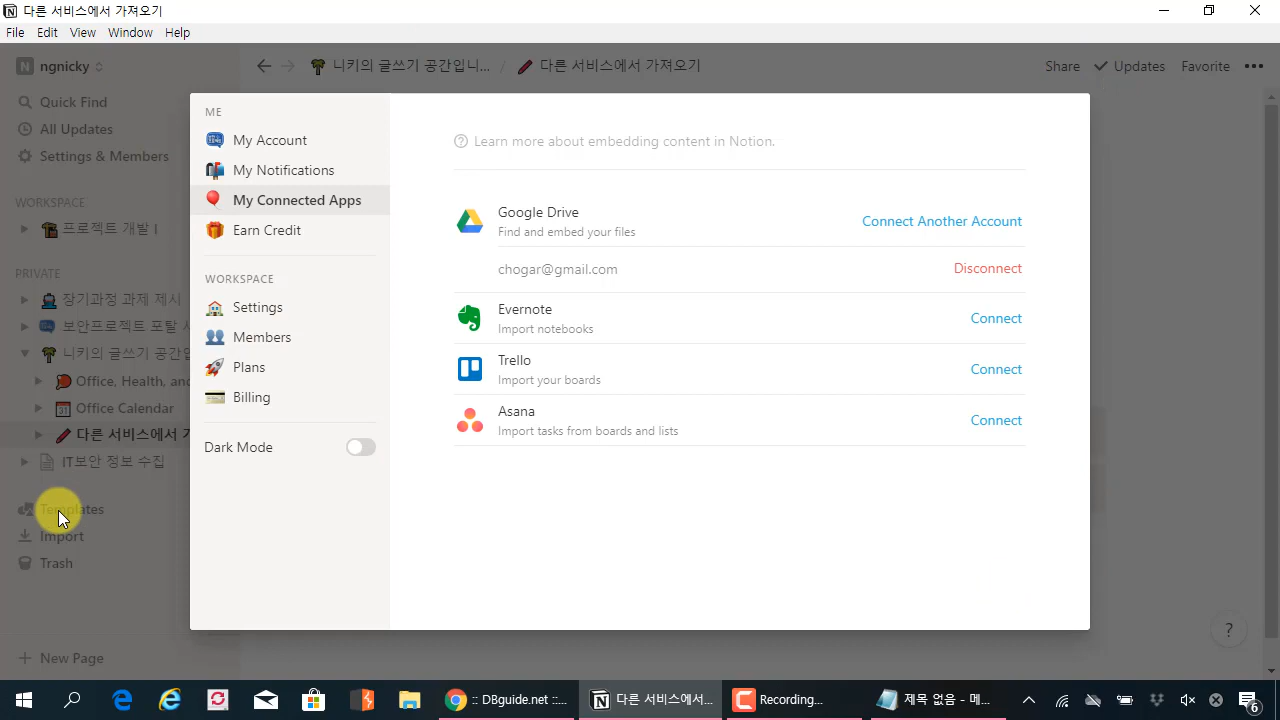 다른 서비스에서 가져오기
File Edit View Window Help
N ngnicky
니키의 글쓰기 공간입니... / 다른 서비스에서 가져오기
Share Updates Favorite
Quick Find
All Updates
Settings & Members
WORKSPACE
프로젝트 개발 I
PRIVATE
장기과정 과제 제시
보안프로젝트 포탈 사
니키의 글쓰기 공간입
Office, Health, and
Office Calendar
다른 서비스에서 가
IT보안 정보 수집
Templates
Import
Trash
New Page
ME
My Account
My Notifications
My Connected Apps
Earn Credit
WORKSPACE
Settings
Members
Plans
Billing
Dark Mode
Learn more about embedding content in Notion.
Google Drive
Find and embed your files
Connect Another Account
chogar@gmail.com
Disconnect
Evernote
Import notebooks
Connect
Trello
Import your boards
Connect
Asana
Import tasks from boards and lists
Connect
?
:: DBguide.net ::...
다른 서비스에서...
Recording...
제목 없음 - 메...
6